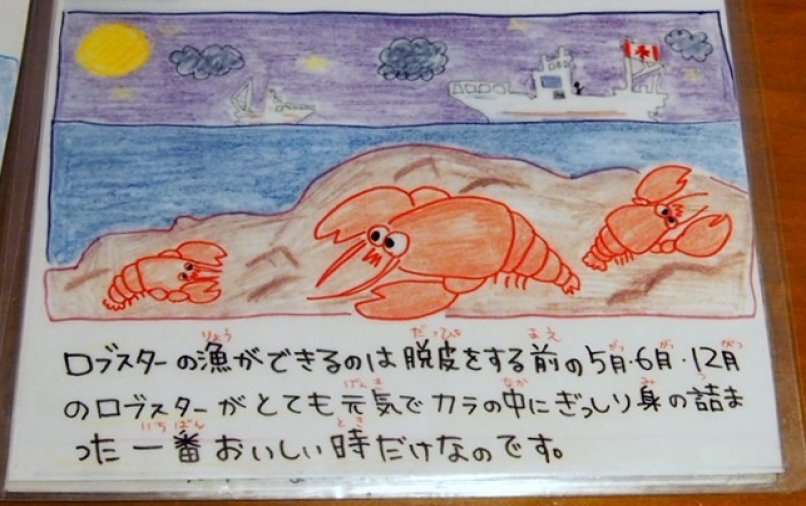 ロブスターの漁ができるのは脱皮をする前の5月・6月・12月
のロブスターがとても元気でカラの中にぎっしり身の詰ま
った一番おいしい時だけなのです。